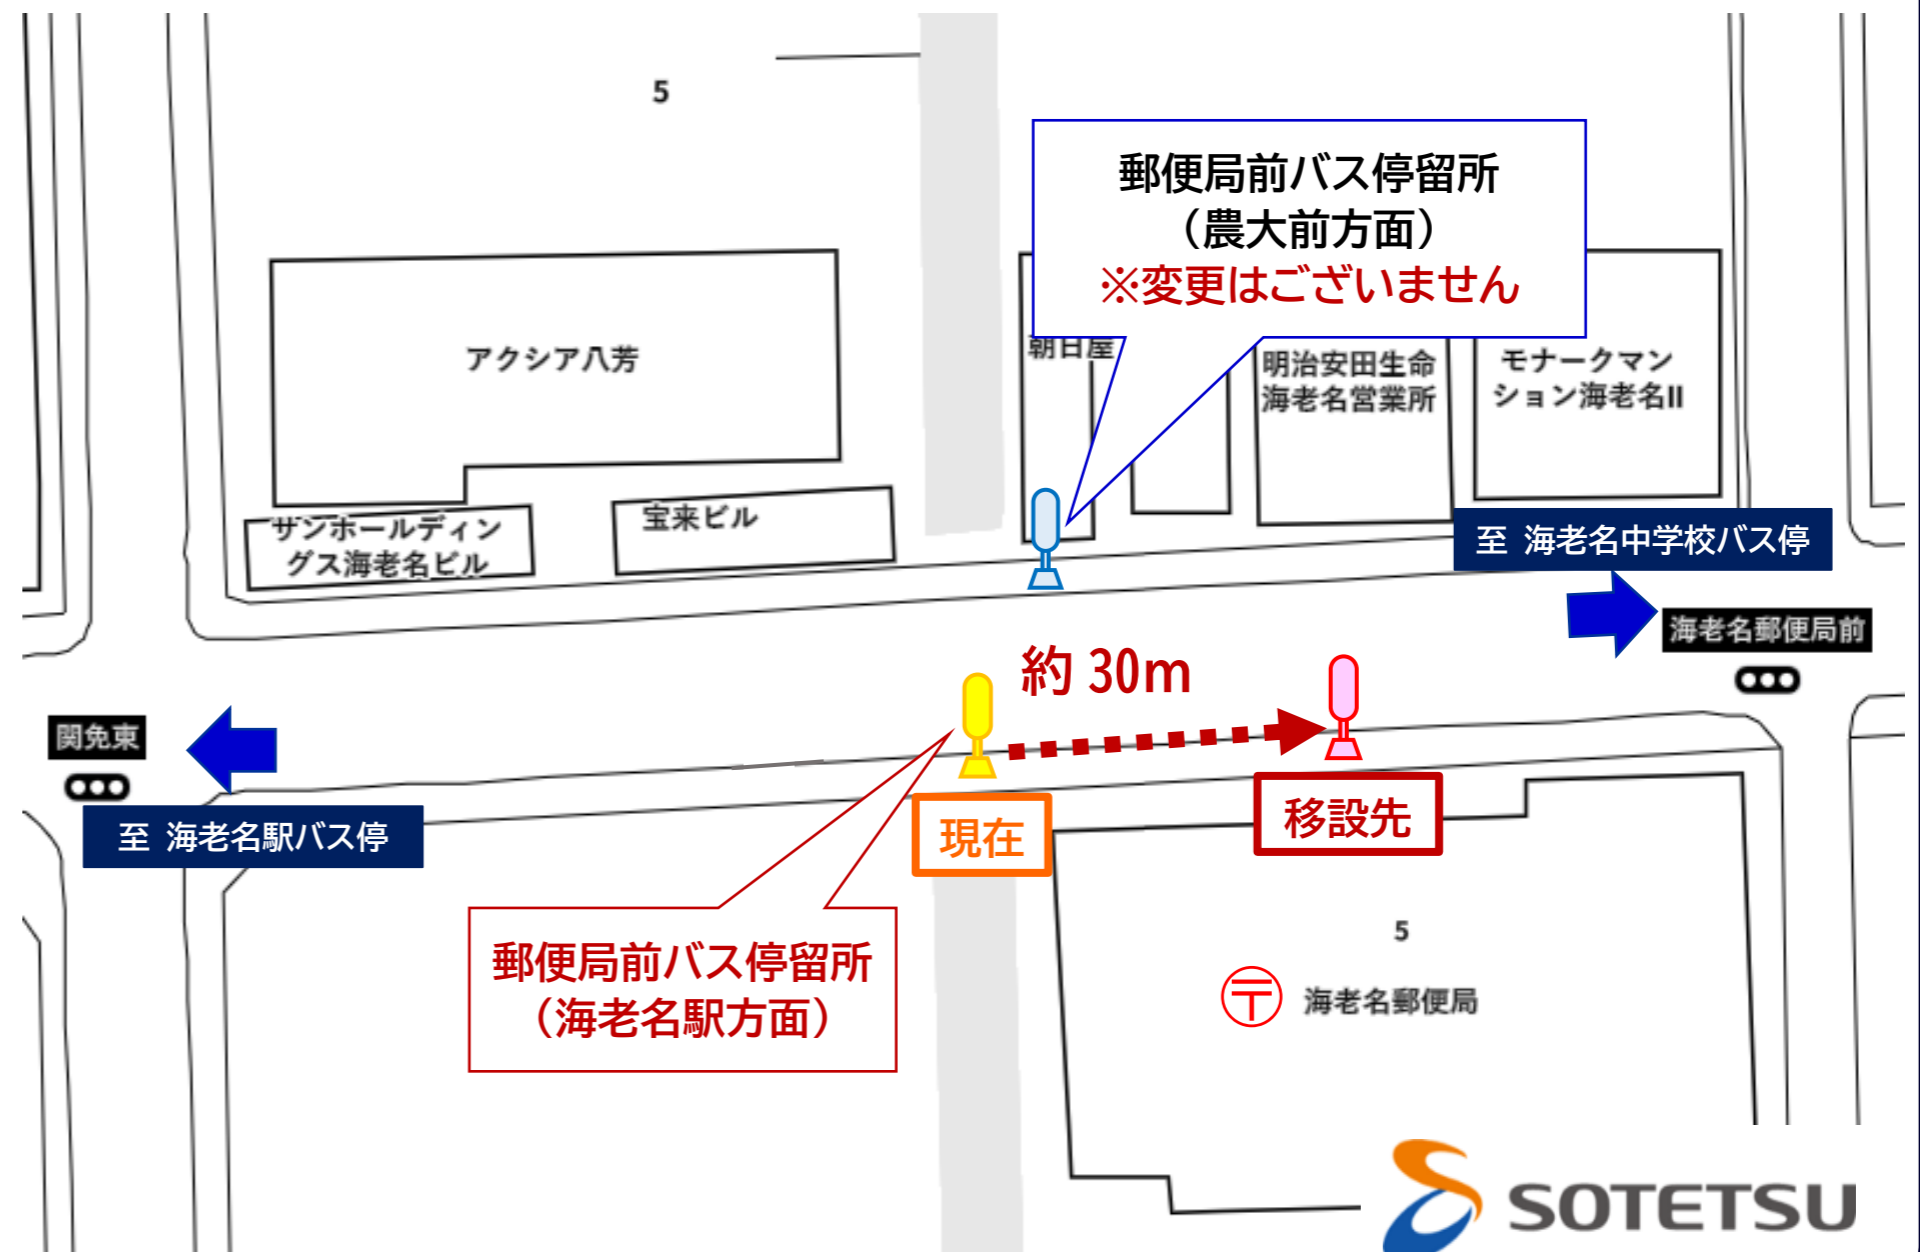 5
郵便局前バス停留所
（農大前方面）
※変更はございません
アクシア八芳
朝日屋
明治安田生命
海老名営業所
モナークマン
ション海老名II
サンホールディン
グス海老名ビル
宝来ビル
至 海老名中学校バス停
海老名郵便局前
約 30m
関免東
至 海老名駅バス停
現在
移設先
郵便局前バス停留所
（海老名駅方面）
5
〒
海老名郵便局
SOTETSU